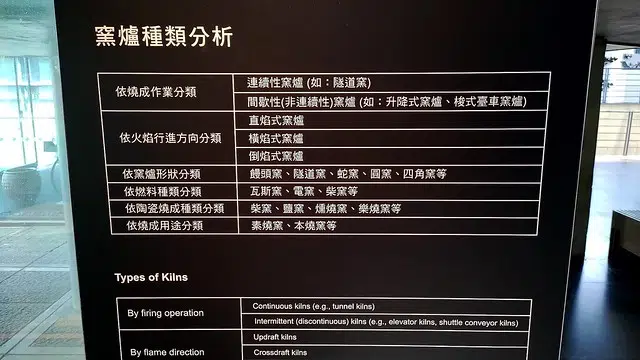 窯爐種類分析
依燒成作業分類
連續性窯爐 (如：隧道窯)
間歇性(非連續性)窯爐 (如：升降式窯爐、梭式臺車窯爐)
依火焰行進方向分類
直焰式窯爐
橫焰式窯爐
倒焰式窯爐
依窯爐形狀分類
饅頭窯、隧道窯、蛇窯、圓窯、四角窯等
依燃料種類分類
瓦斯窯、電窯、柴窯等
依陶瓷燒成種類分類
柴窯、鹽窯、燻燒窯、樂燒窯等
依燒成用途分類
素燒窯、本燒窯等
Types of Kilns
By firing operation
Continuous kilns (e.g., tunnel kilns)
Intermittent (discontinuous) kilns (e.g., elevator kilns, shuttle conveyor kilns)
By flame direction
Updraft kilns
Crossdraft kilns